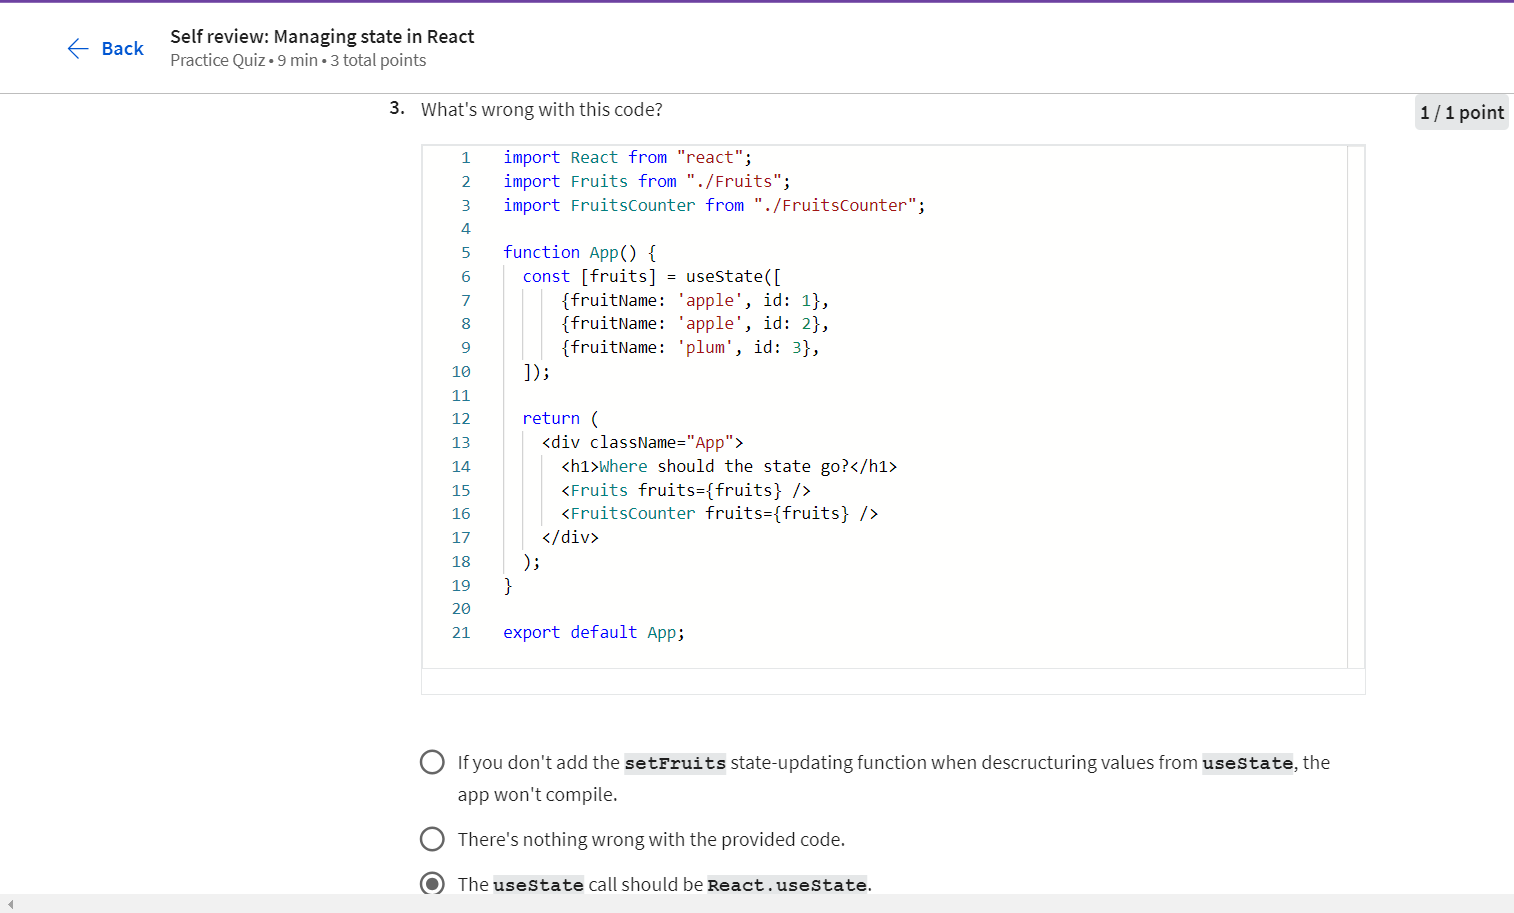 Back
Self review: Managing state in React
Practice Quiz • 9 min • 3 total points
3. What's wrong with this code?
1 / 1 point
1 import React from "react";
2 import Fruits from "./Fruits";
3 import FruitsCounter from "./FruitsCounter";
4
5 function App() {
6 const [fruits] = useState([
7 {fruitName: 'apple', id: 1},
8 {fruitName: 'apple', id: 2},
9 {fruitName: 'plum', id: 3},
10 ]);
11
12 return (
13 <div className="App">
14 <h1>Where should the state go?</h1>
15 <Fruits fruits={fruits} />
16 <FruitsCounter fruits={fruits} />
17 </div>
18 );
19 }
20
21 export default App;
If you don't add the setFruits state-updating function when descructuring values from useState, the
app won't compile.
There's nothing wrong with the provided code.
The useState call should be React.useState.